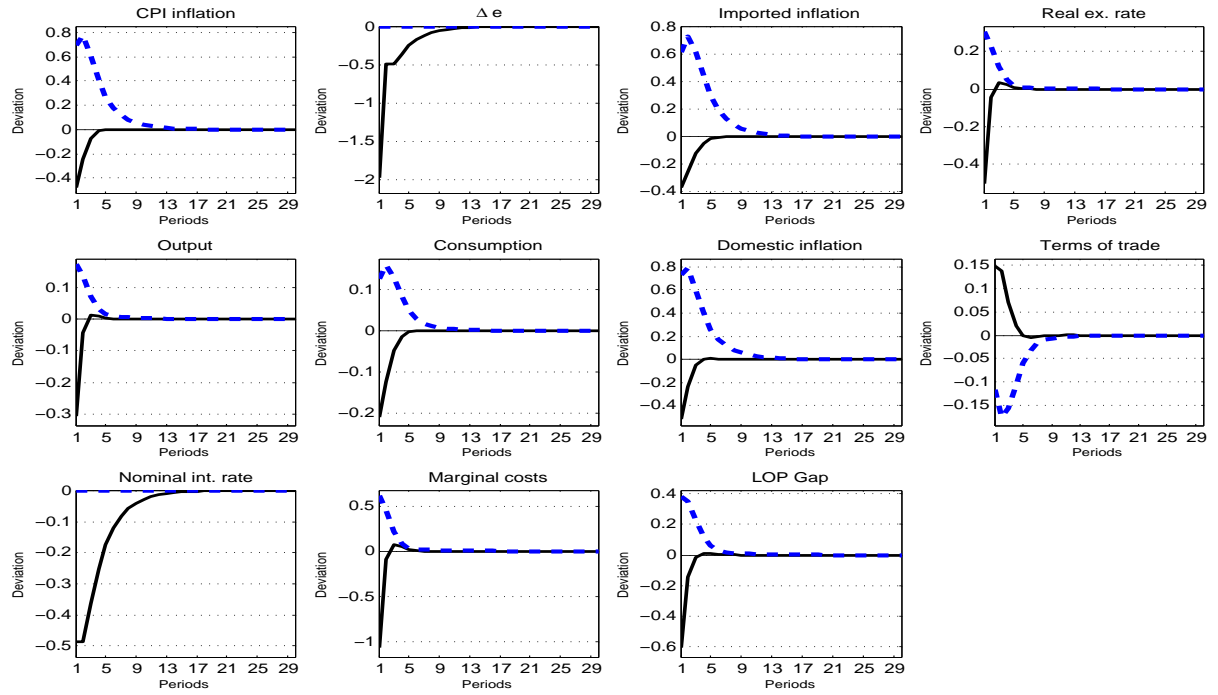 CPI inflation
Deviation
0.8
0.6
0.4
0.2
0
−0.2
−0.4
1 5 9 13 17 21 25 29
Periods
Δ e
Deviation
0
−0.5
−1
−1.5
−2
1 5 9 13 17 21 25 29
Periods
Imported inflation
Deviation
0.8
0.6
0.4
0.2
0
−0.2
−0.4
1 5 9 13 17 21 25 29
Periods
Real ex. rate
Deviation
0.2
0
−0.2
−0.4
1 5 9 13 17 21 25 29
Periods
Output
Deviation
0.1
0
−0.1
−0.2
−0.3
1 5 9 13 17 21 25 29
Periods
Consumption
Deviation
0.1
0
−0.1
−0.2
1 5 9 13 17 21 25 29
Periods
Domestic inflation
Deviation
0.8
0.6
0.4
0.2
0
−0.2
−0.4
1 5 9 13 17 21 25 29
Periods
Terms of trade
Deviation
0.15
0.1
0.05
0
−0.05
−0.1
−0.15
1 5 9 13 17 21 25 29
Periods
Nominal int. rate
Deviation
0
−0.1
−0.2
−0.3
−0.4
−0.5
1 5 9 13 17 21 25 29
Periods
Marginal costs
Deviation
0.5
0
−0.5
−1
1 5 9 13 17 21 25 29
Periods
LOP Gap
Deviation
0.4
0.2
0
−0.2
−0.4
−0.6
1 5 9 13 17 21 25 29
Periods